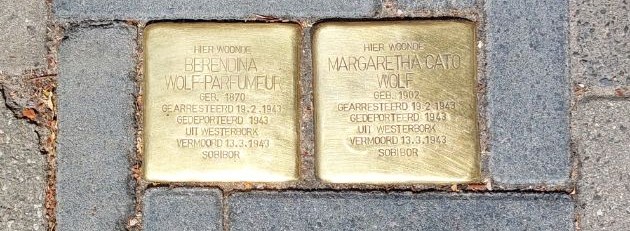 HIER WOONDE
BERENDINA
WOLF-PARFUMEUR
GEB. 1870
GEARRESTEERD 19.2.1943
GEDEPORTEERD 1943
UIT WESTERBORK
VERMOORD 13.3.1943
SOBIBOR
HIER WOONDE
MARGARETHA CATO
WOLF
GEB. 1902
GEARRESTEERD 19.2.1943
GEDEPORTEERD 1943
UIT WESTERBORK
VERMOORD 13.3.1943
SOBIBOR